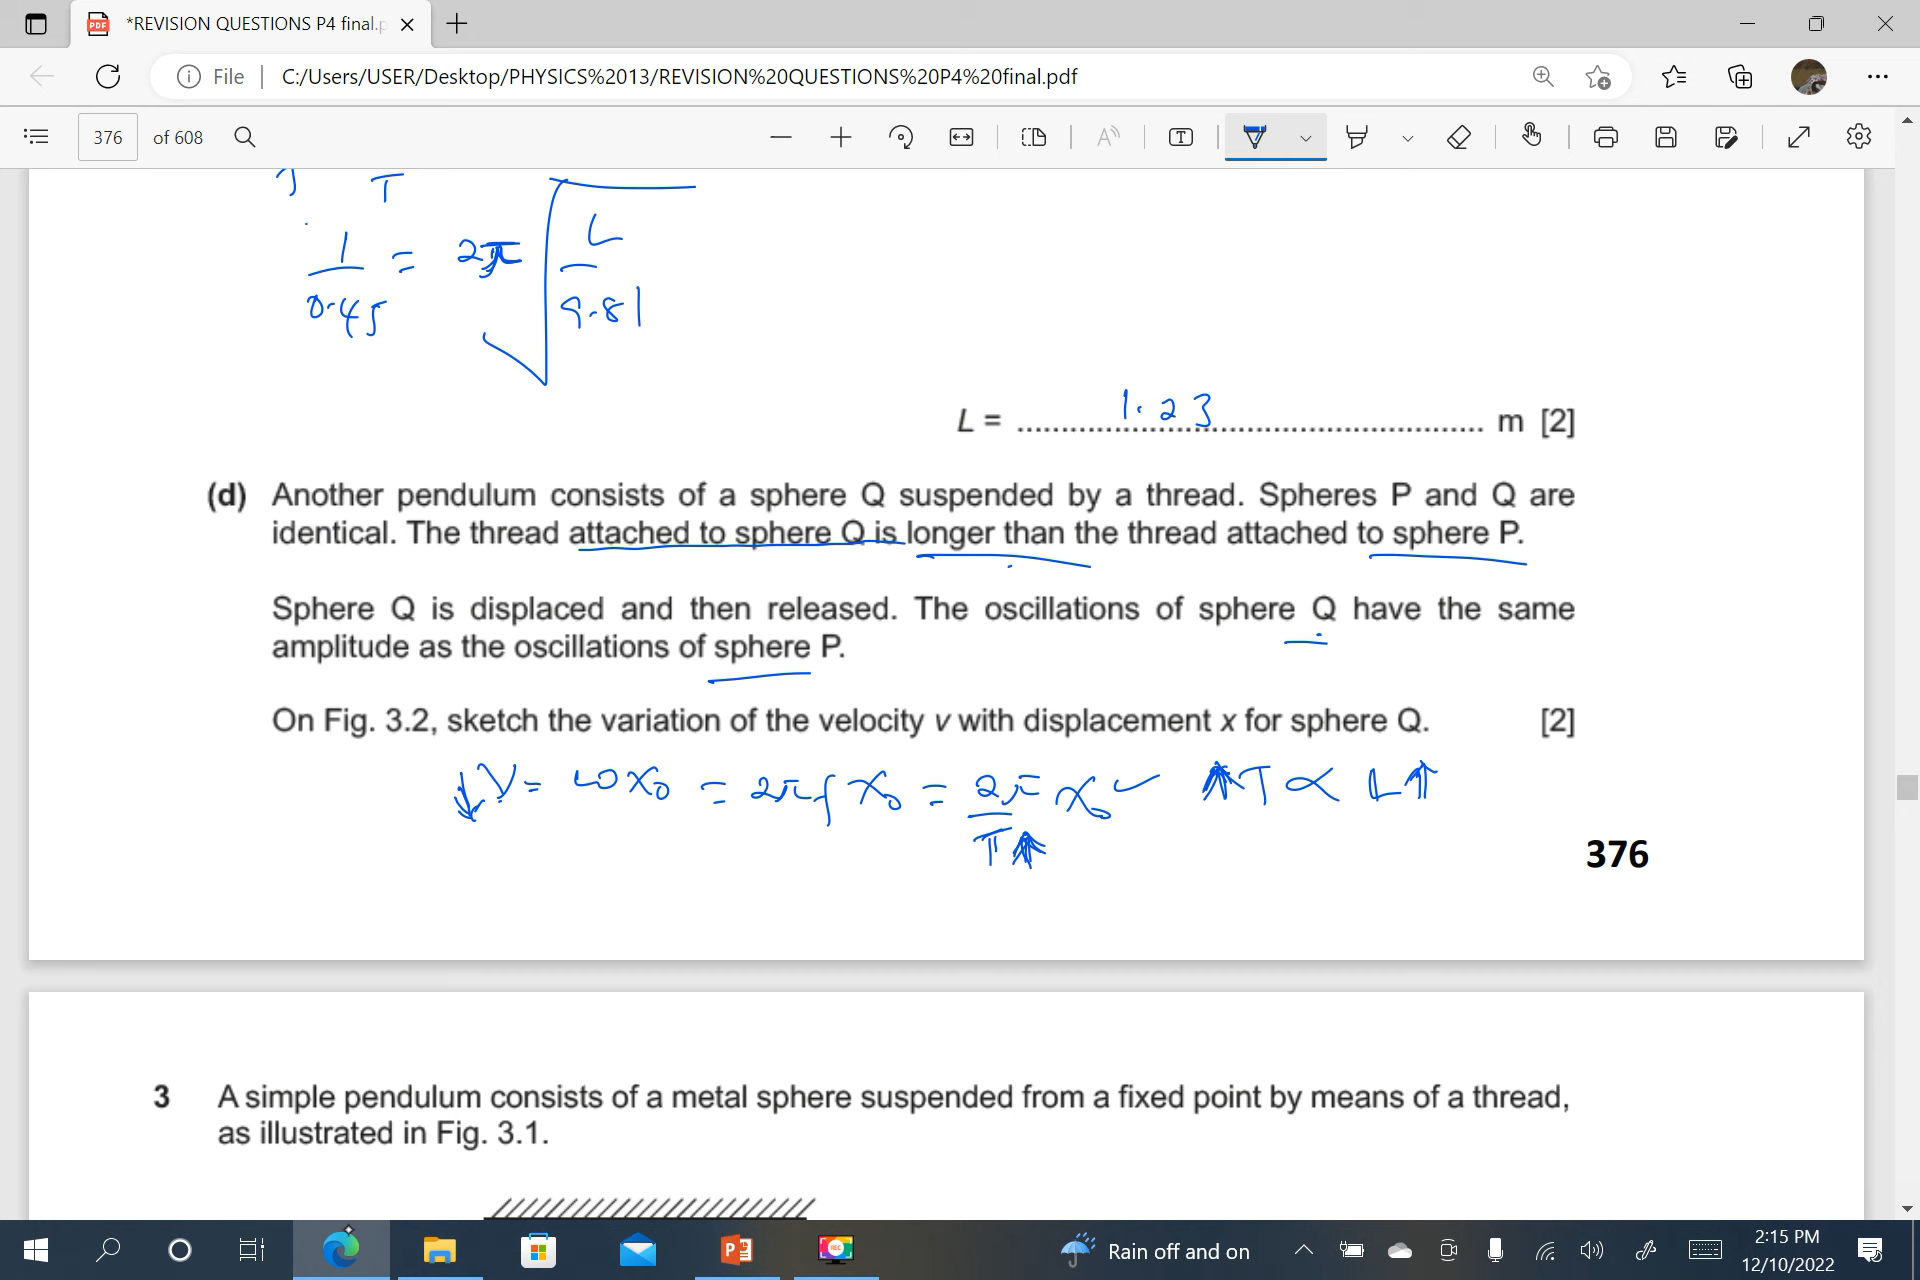 *REVISION QUESTIONS P4 final.p
File
C:/Users/USER/Desktop/PHYSICS%2013/REVISION%20QUESTIONS%20P4%20final.pdf
376 of 608
T
1/0.45 = 2π √(L/9.81)
L = 1.23 m [2]
(d) Another pendulum consists of a sphere Q suspended by a thread. Spheres P and Q are
identical. The thread attached to sphere Q is longer than the thread attached to sphere P.
Sphere Q is displaced and then released. The oscillations of sphere Q have the same
amplitude as the oscillations of sphere P.
On Fig. 3.2, sketch the variation of the velocity v with displacement x for sphere Q. [2]
↓V = ωx₀ = 2πf x₀ = 2π/T↑ x₀ ✓ ↑T ∝ L↑
376
3 A simple pendulum consists of a metal sphere suspended from a fixed point by means of a thread,
as illustrated in Fig. 3.1.
Rain off and on
2:15 PM
12/10/2022